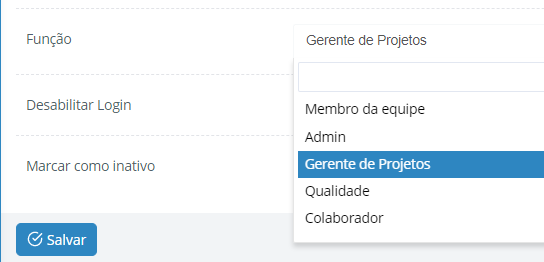 Função
Gerente de Projetos
Desabilitar Login
Membro da equipe
Admin
Marcar como inativo
Gerente de Projetos
Qualidade
Colaborador
Salvar